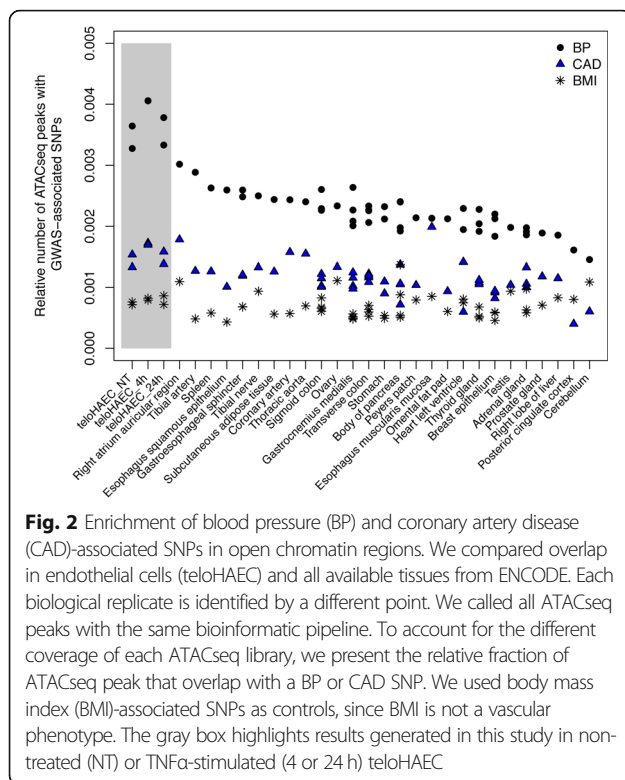 Relative number of ATACseq peaks with
GWAS−associated SNPs
0.005
0.004
0.003
0.002
0.001
0.000
BP
CAD
BMI
teloHAEC_NT
teloHAEC_4h
teloHAEC_24h
Right atrium auricular region
Tibial artery
Spleen
Esophagus squamous epithelium
Gastroesophageal sphincter
Tibial nerve
Subcutaneous adipose tissue
Coronary artery
Thoracic aorta
Sigmoid colon
Ovary
Gastrocnemius medialis
Transverse colon
Stomach
Body of pancreas
Peyers patch
Esophagus muscularis mucosa
Omental fat pad
Heart left ventricle
Thyroid gland
Breast epithelium
Testis
Adrenal gland
Prostate gland
Right lobe of liver
Posterior cingulate cortex
Cerebellum
Fig. 2 Enrichment of blood pressure (BP) and coronary artery disease
(CAD)-associated SNPs in open chromatin regions. We compared overlap
in endothelial cells (teloHAEC) and all available tissues from ENCODE. Each
biological replicate is identified by a different point. We called all ATACseq
peaks with the same bioinformatic pipeline. To account for the different
coverage of each ATACseq library, we present the relative fraction of
ATACseq peak that overlap with a BP or CAD SNP. We used body mass
index (BMI)-associated SNPs as controls, since BMI is not a vascular
phenotype. The gray box highlights results generated in this study in non-
treated (NT) or TNFα-stimulated (4 or 24 h) teloHAEC